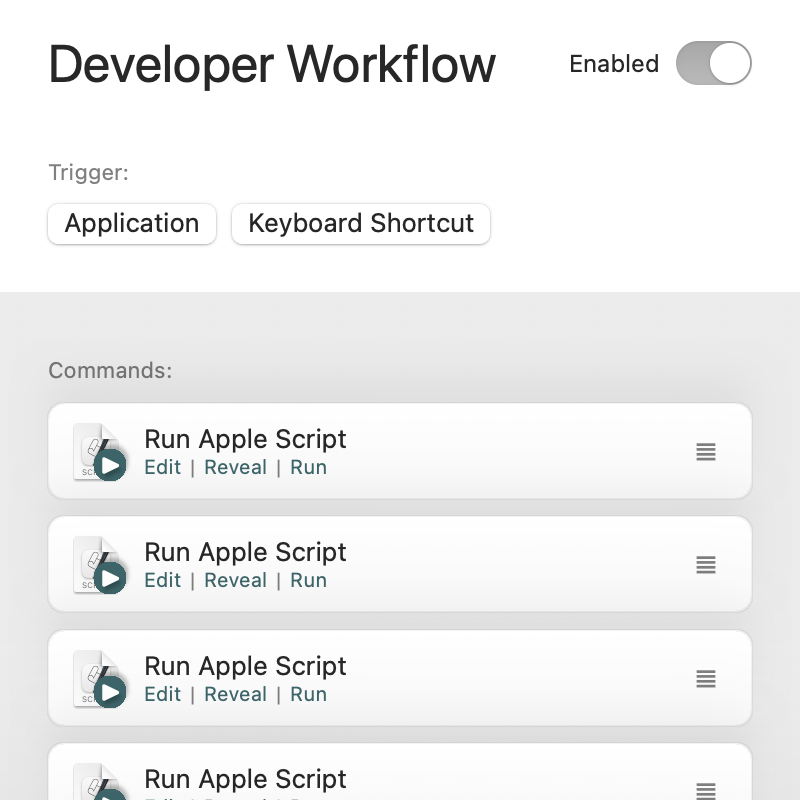 Developer Workflow
Enabled
Trigger:
Application
Keyboard Shortcut
Commands:
Run Apple Script
Edit | Reveal | Run
Run Apple Script
Edit | Reveal | Run
Run Apple Script
Edit | Reveal | Run
Run Apple Script